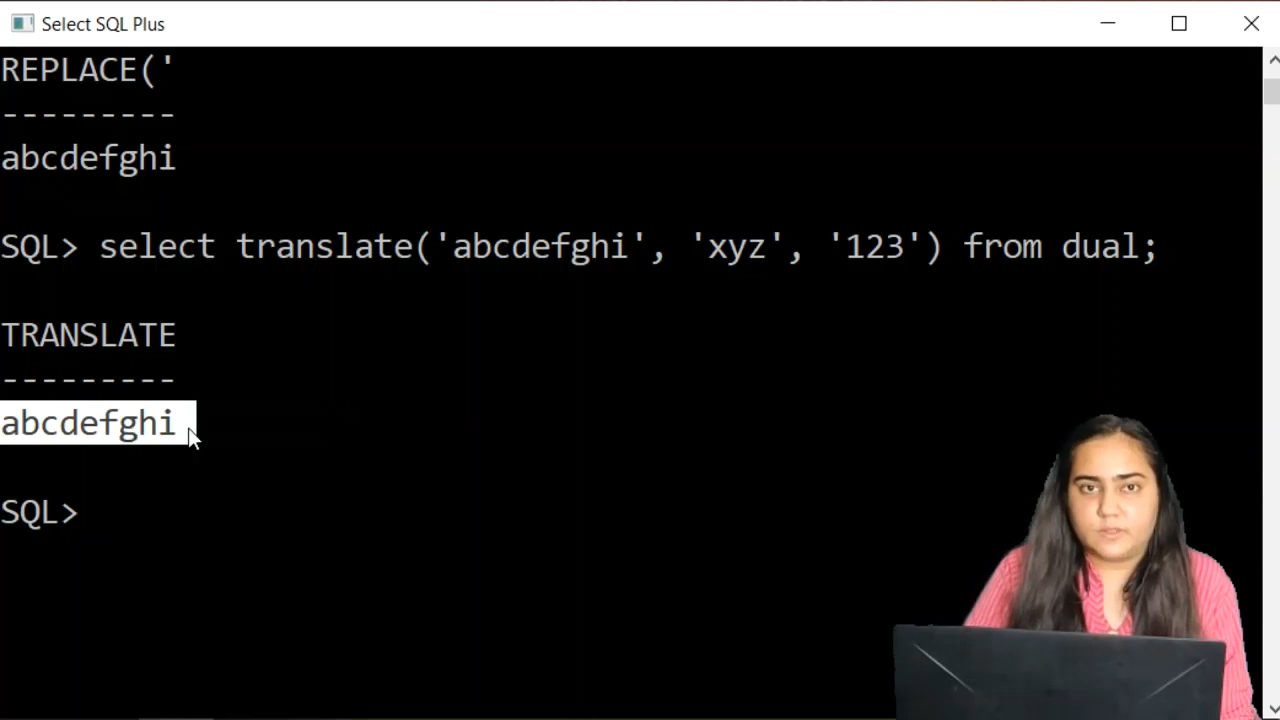 Select SQL Plus
REPLACE('
---------
abcdefghi
SQL> select translate('abcdefghi', 'xyz', '123') from dual;
TRANSLATE
---------
abcdefghi
SQL>